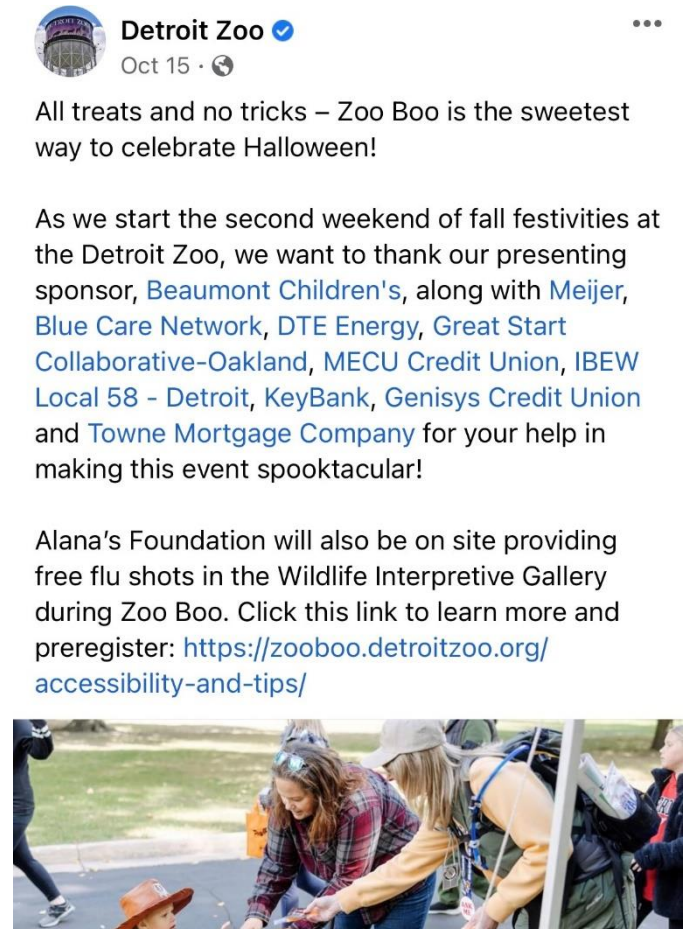 Detroit Zoo
Oct 15 ·
All treats and no tricks – Zoo Boo is the sweetest
way to celebrate Halloween!
As we start the second weekend of fall festivities at
the Detroit Zoo, we want to thank our presenting
sponsor, Beaumont Children's, along with Meijer,
Blue Care Network, DTE Energy, Great Start
Collaborative-Oakland, MECU Credit Union, IBEW
Local 58 - Detroit, KeyBank, Genisys Credit Union
and Towne Mortgage Company for your help in
making this event spooktacular!
Alana’s Foundation will also be on site providing
free flu shots in the Wildlife Interpretive Gallery
during Zoo Boo. Click this link to learn more and
preregister: https://zooboo.detroitzoo.org/
accessibility-and-tips/